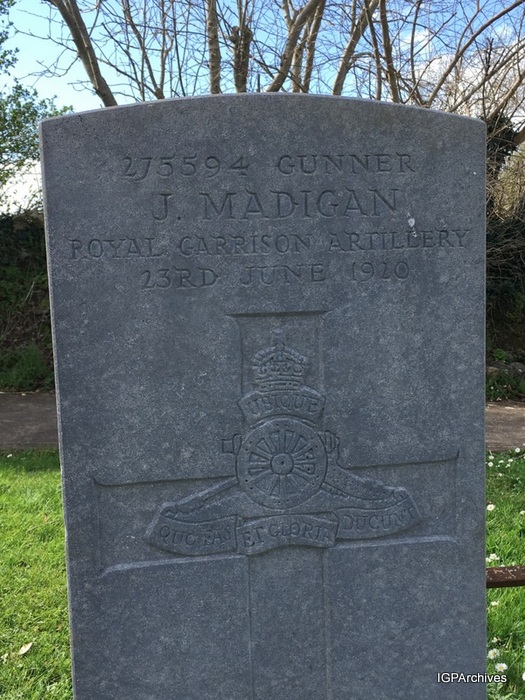 275594 GUNNER
J. MADIGAN
ROYAL GARRISON ARTILLERY
23RD JUNE 1920
UBIQUE
QUO FAS ET GLORIA DUCUNT
IGPArchives